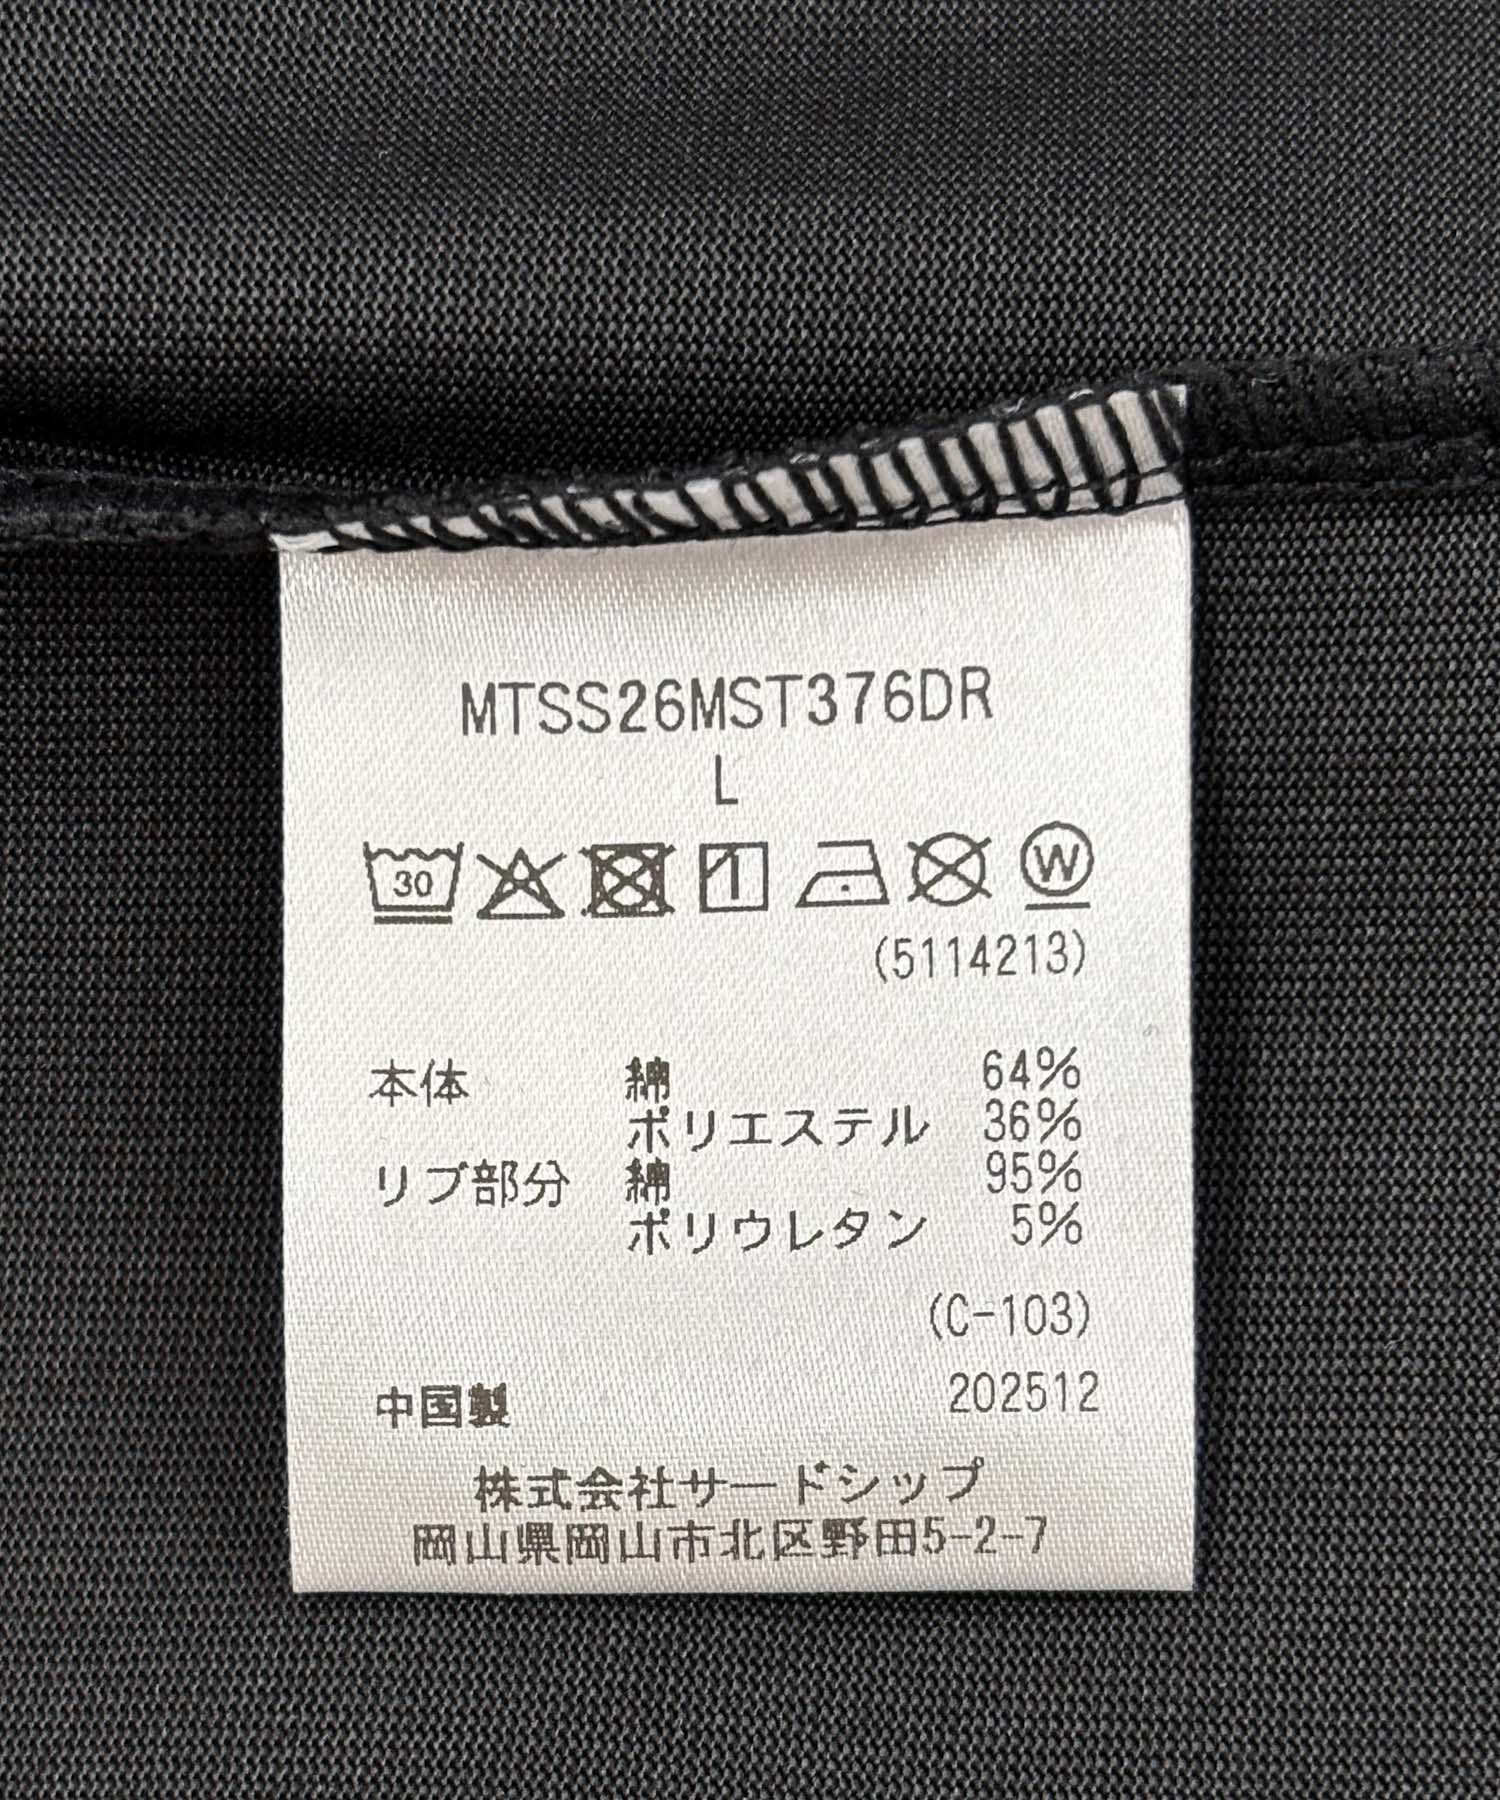 MTSS26MST376DR
L
30 W
(5114213)
本体 綿 64%
ポリエステル 36%
リブ部分 綿 95%
ポリウレタン 5%
(C-103)
中国製 202512
株式会社サードシップ
岡山県岡山市北区野田5-2-7